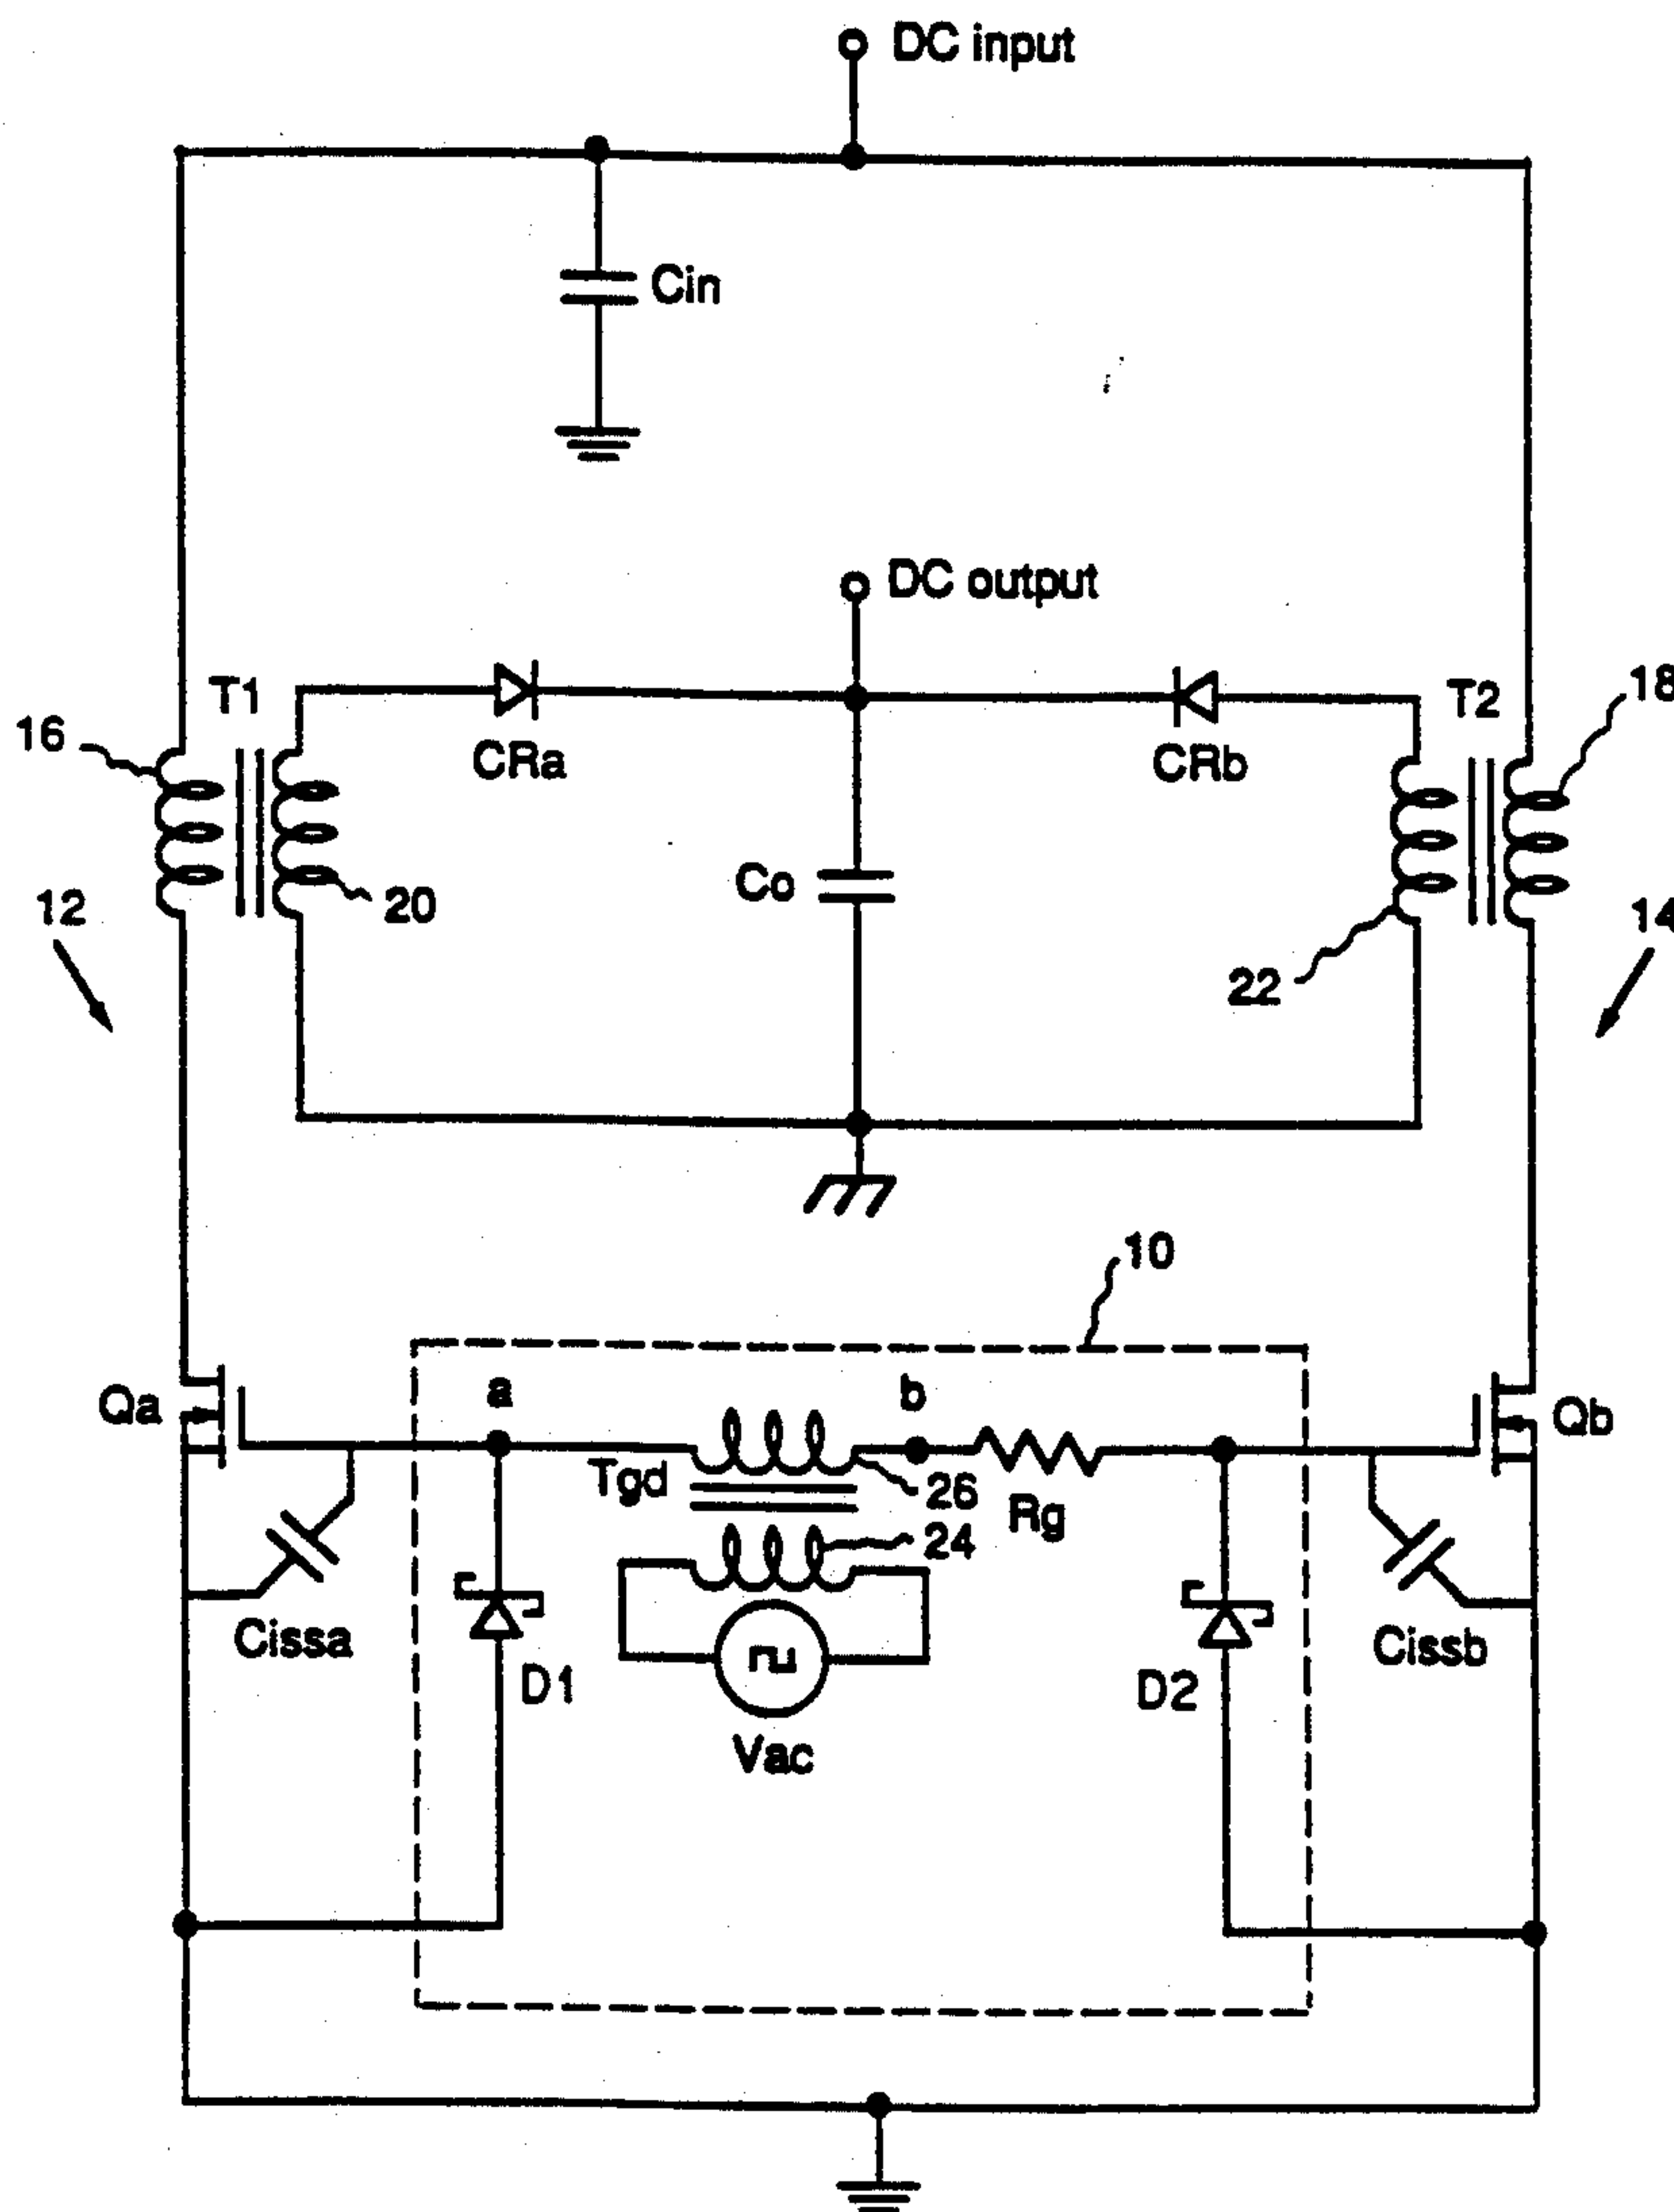 DC input
Cin
DC output
T1
T2
18
16
CRa
CRb
Co
12
20
14
22
10
Qa
a
b
Qb
Tgd
26
Rg
24
Cissa
Cissb
D1
D2
Vac